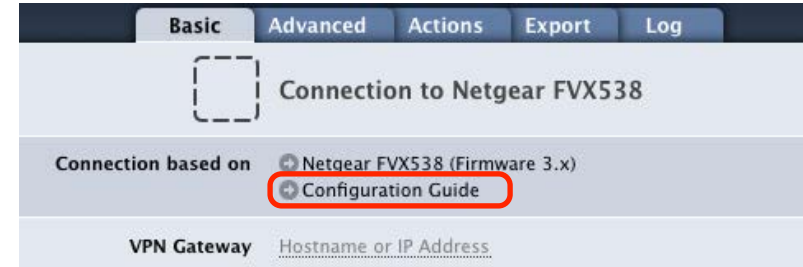 Basic Advanced Actions Export Log
Connection to Netgear FVX538
Connection based on Netgear FVX538 (Firmware 3.x)
Configuration Guide
VPN Gateway Hostname or IP Address